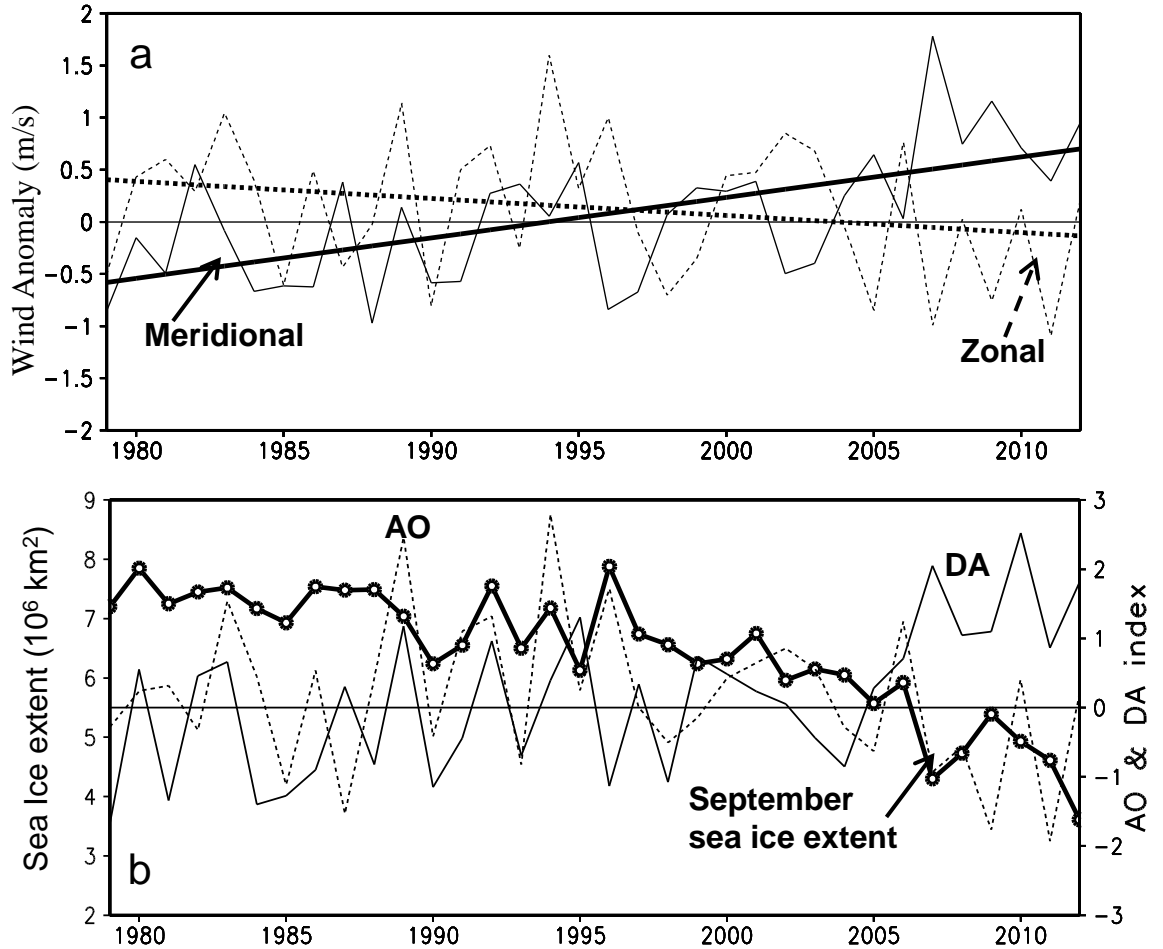 a
Wind Anomaly (m/s)
2
1.5
1
0.5
0
−0.5
−1
−1.5
−2
Meridional
Zonal
1980 1985 1990 1995 2000 2005 2010
b
Sea Ice extent (10⁶ km²)
9
8
7
6
5
4
3
2
AO
DA
September
sea ice extent
3
2
1
0
−1
−2
−3
AO & DA index
1980 1985 1990 1995 2000 2005 2010